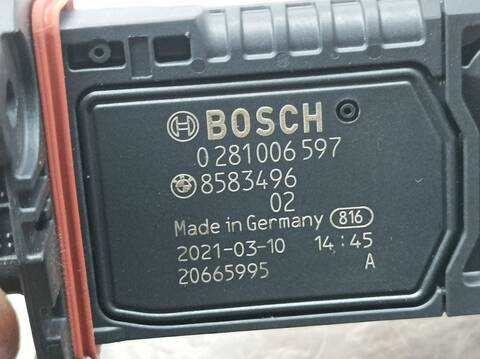 BOSCH
0 281 006 597
8583496
02
Made in Germany 816
2021-03-10 14:45
20665995 A